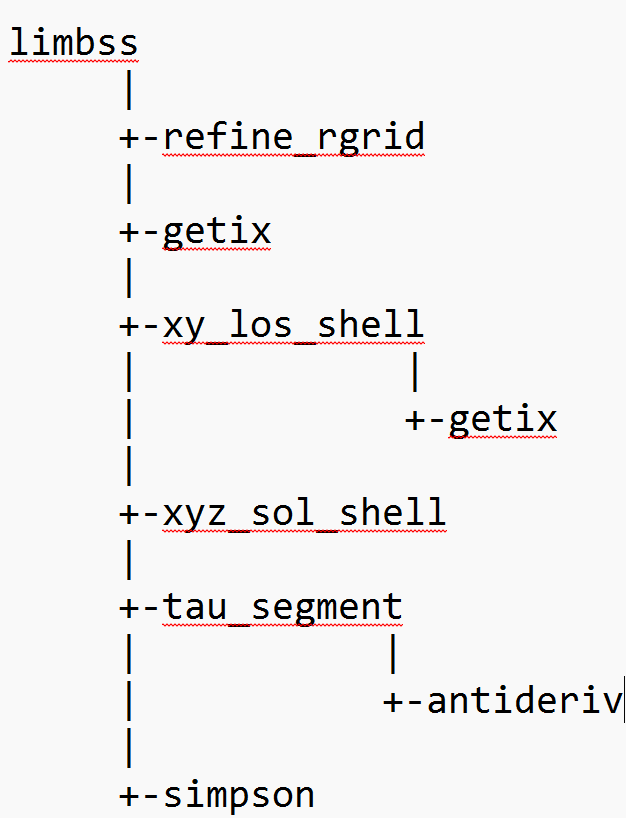 limbss
|
+-refine_rgrid
|
+-getix
|
+-xy_los_shell
|            |
|            +-getix
|
+-xyz_sol_shell
|
+-tau_segment
|           |
|           +-antideriv
|
+-simpson